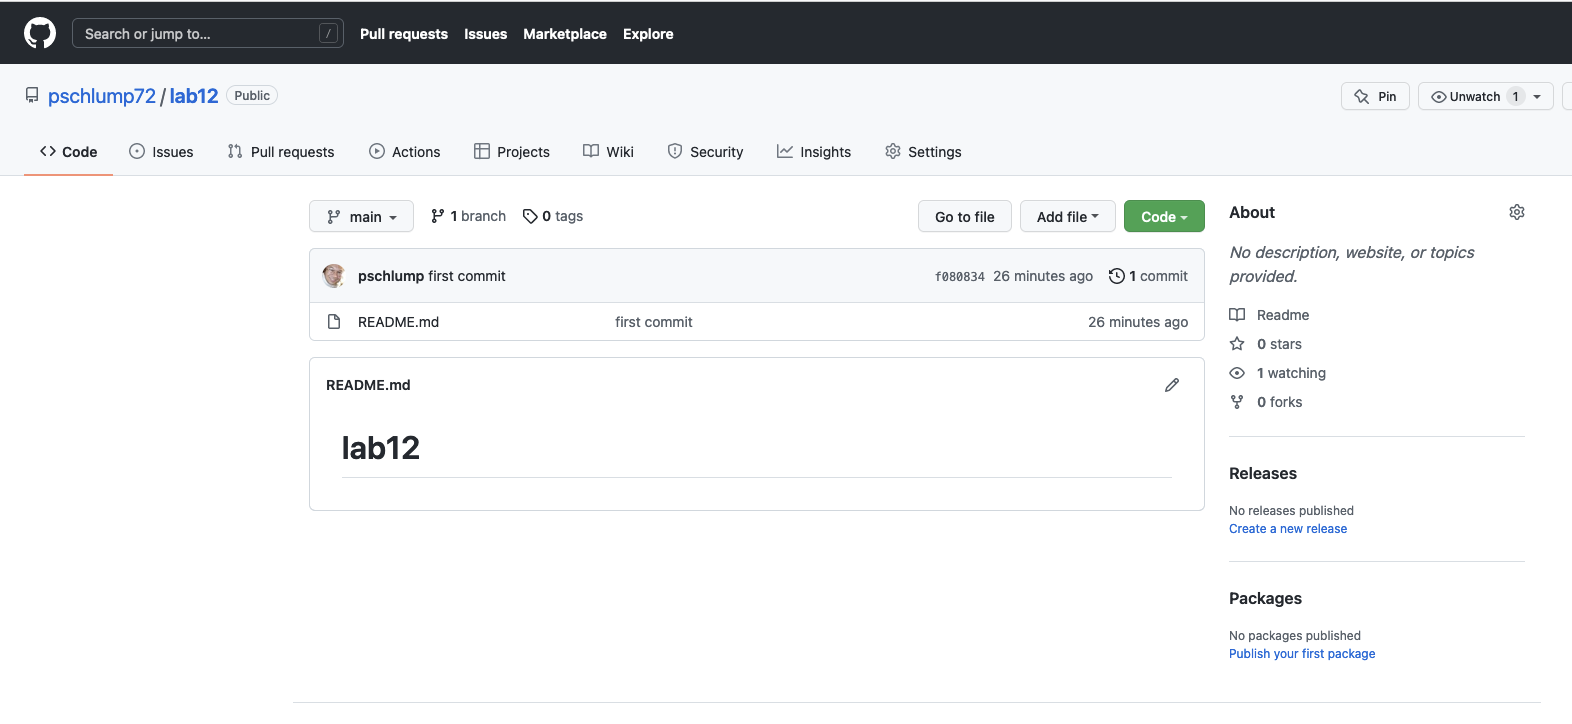 Search or jump to... /
Pull requests Issues Marketplace Explore
pschlump72 / lab12 Public
Pin Unwatch 1
Code Issues Pull requests Actions Projects Wiki Security Insights Settings
main 1 branch 0 tags Go to file Add file Code
pschlump first commit f080834 26 minutes ago 1 commit
README.md first commit 26 minutes ago
README.md
lab12
About
No description, website, or topics
provided.
Readme
0 stars
1 watching
0 forks
Releases
No releases published
Create a new release
Packages
No packages published
Publish your first package